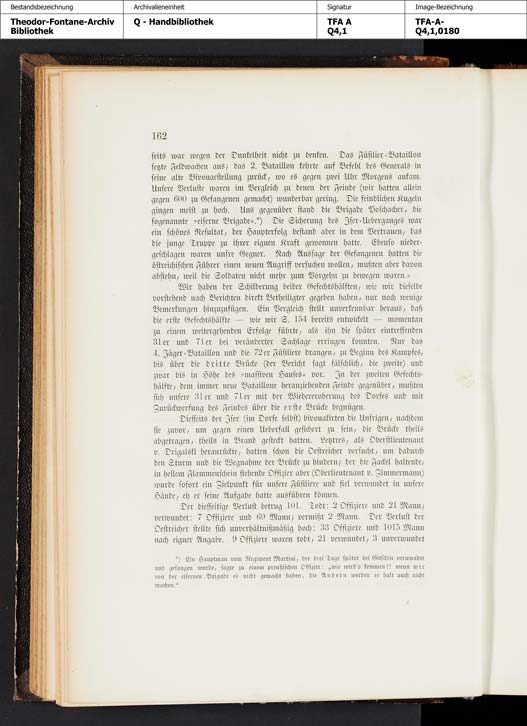 Bestandsbezeichnung
Theodor-Fontane-Archiv
Bibliothek
Archivalieneinheit
Q - Handbibliothek
Signatur
TFA A
Q4,1
Image-Bezeichnung
TFA-A-
Q4,1,0180
162
ſeits war wegen der Dunkelheit nicht zu denken. Das Füſilier-Bataillon
ſetzte Feldwachen aus; das 2. Bataillon kehrte auf Befehl des Generals in
ſeine alte Bivouacſtellung zurück, wo es gegen zwei Uhr Morgens ankam.
Unſere Verluſte waren im Vergleich zu denen der Feinde (wir hatten allein
gegen 600 zu Gefangenen gemacht) wunderbar gering. Die feindlichen Kugeln
gingen meiſt zu hoch. Uns gegenüber ſtand die Brigade Poſchacher, die
ſogenannte »eiſerne Brigade«.*) Die Sicherung des Iſer-Ueberganges war
ein ſchönes Reſultat, der Haupterfolg beſtand aber in dem Vertrauen, das
die junge Truppe zu ihrer eignen Kraft gewonnen hatte. Ebenſo nieder-
geſchlagen waren unſre Gegner. Nach Ausſage der Gefangenen hatten die
öſtreichiſchen Führer einen neuen Angriff verſuchen wollen, mußten aber davon
abſtehn, weil die Soldaten nicht mehr zum Vorgehn zu bewegen waren.«
Wir haben der Schilderung beider Gefechtshälften, wie wir dieſelbe
vorſtehend nach Berichten direkt Betheiligter gegeben haben, nur noch wenige
Bemerkungen hinzuzufügen. Ein Vergleich ſtellt unverkennbar heraus, daß
die erſte Gefechtshälfte — wie wir S. 154 bereits entwickelt — momentan
zu einem weitergehenden Erfolge führte, als ihn die ſpäter eintreffenden
31er und 71er bei veränderter Sachlage erringen konnten. Nur das
4. Jäger-Bataillon und die 72er Füſiliere drangen, zu Beginn des Kampfes,
bis über die dritte Brücke (der Bericht ſagt fälſchlich, die zweite) und
zwar bis in Höhe des »maſſiven Hauſes« vor. In der zweiten Gefechts-
hälfte, dem immer neue Bataillone heranziehenden Feinde gegenüber, mußten
ſich unſere 31er und 71er mit der Wiedereroberung des Dorfes und mit
Zurückwerfung des Feindes über die erſte Brücke begnügen.
Dieſſeits der Iſer (im Dorfe ſelbſt) bivouakirten die Unfrigen, nachdem
ſie zuvor, um gegen einen Ueberfall geſichert zu ſein, die Brücke theils
abgetragen, theils in Brand geſteckt hatten. Letztres, als Oberſtlieutenant
v. Drigalski heranrückte, hatten ſchon die Oeſtreicher verſucht, um dadurch
den Sturm und die Wegnahme der Brücke zu hindern; der die Fackel haltende,
in hellem Flammenſchein ſtehende Offizier aber (Oberlieutenant v. Zimmermann)
wurde ſofort ein Zielpunkt für unſere Füſiliere und fiel verwundet in unſere
Hände, eh er ſeine Aufgabe hatte ausführen können.
Der dieſſeitige Verluſt betrug 101. Todt: 2 Offiziere und 21 Mann;
verwundet: 7 Offiziere und 69 Mann; vermißt 2 Mann. Der Verluſt der
Oeſtreicher ſtellte ſich unverhältnißmäßig hoch: 33 Offiziere und 1015 Mann
nach eigner Angabe. 9 Offiziere waren todt, 21 verwundet, 3 unverwundet
*) Ein Hauptmann vom Regiment Martini, der drei Tage ſpäter bei Gitſchin verwundet
und gefangen wurde, ſagte zu einem preußiſchen Offizier: „wie wird's kommen!! wenn wir
von der eiſernen Brigade es nicht gemacht haben, die Andern werden es halt auch nicht
machen."